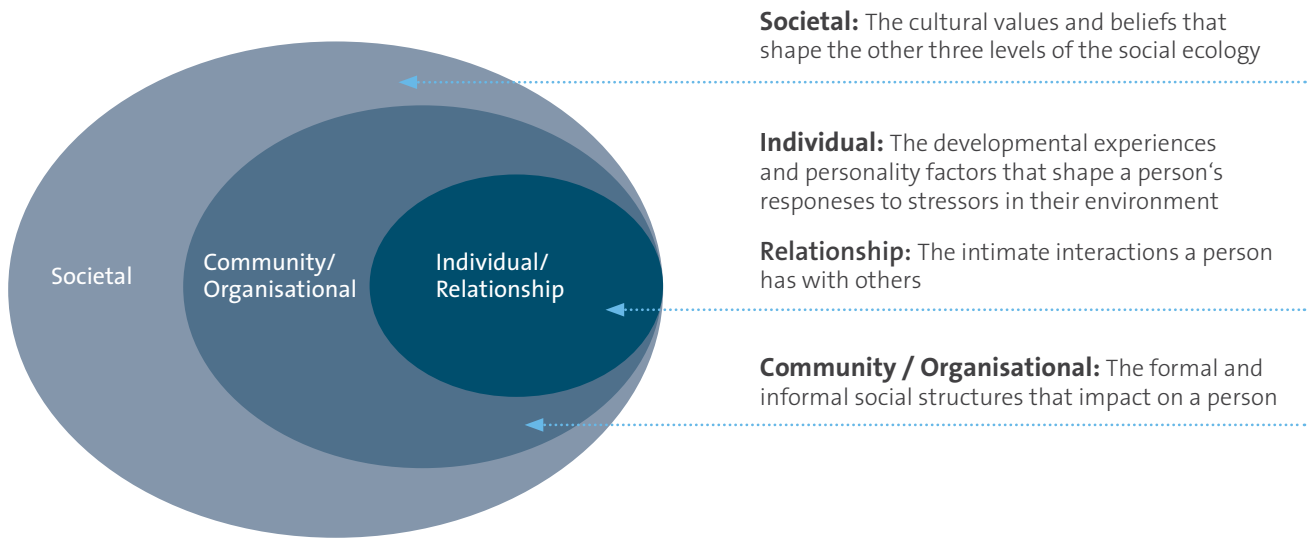 Societal: The cultural values and beliefs that
shape the other three levels of the social ecology
Individual: The developmental experiences
and personality factors that shape a person‘s
responeses to stressors in their environment
Relationship: The intimate interactions a person
has with others
Community / Organisational: The formal and
informal social structures that impact on a person
Societal
Community/
Organisational
Individual/
Relationship